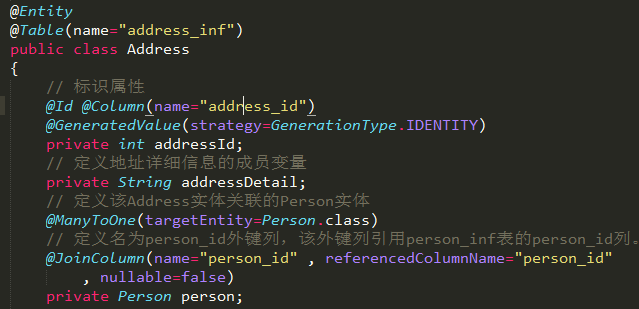 @Entity
@Table(name="address_inf")
public class Address
{
// 标识属性
@Id @Column(name="address_id")
@GeneratedValue(strategy=GenerationType.IDENTITY)
private int addressId;
// 定义地址详细信息的成员变量
private String addressDetail;
// 定义该Address实体关联的Person实体
@ManyToOne(targetEntity=Person.class)
// 定义名为person_id外键列，该外键列引用person_inf表的person_id列。
@JoinColumn(name="person_id" , referencedColumnName="person_id"
, nullable=false)
private Person person;